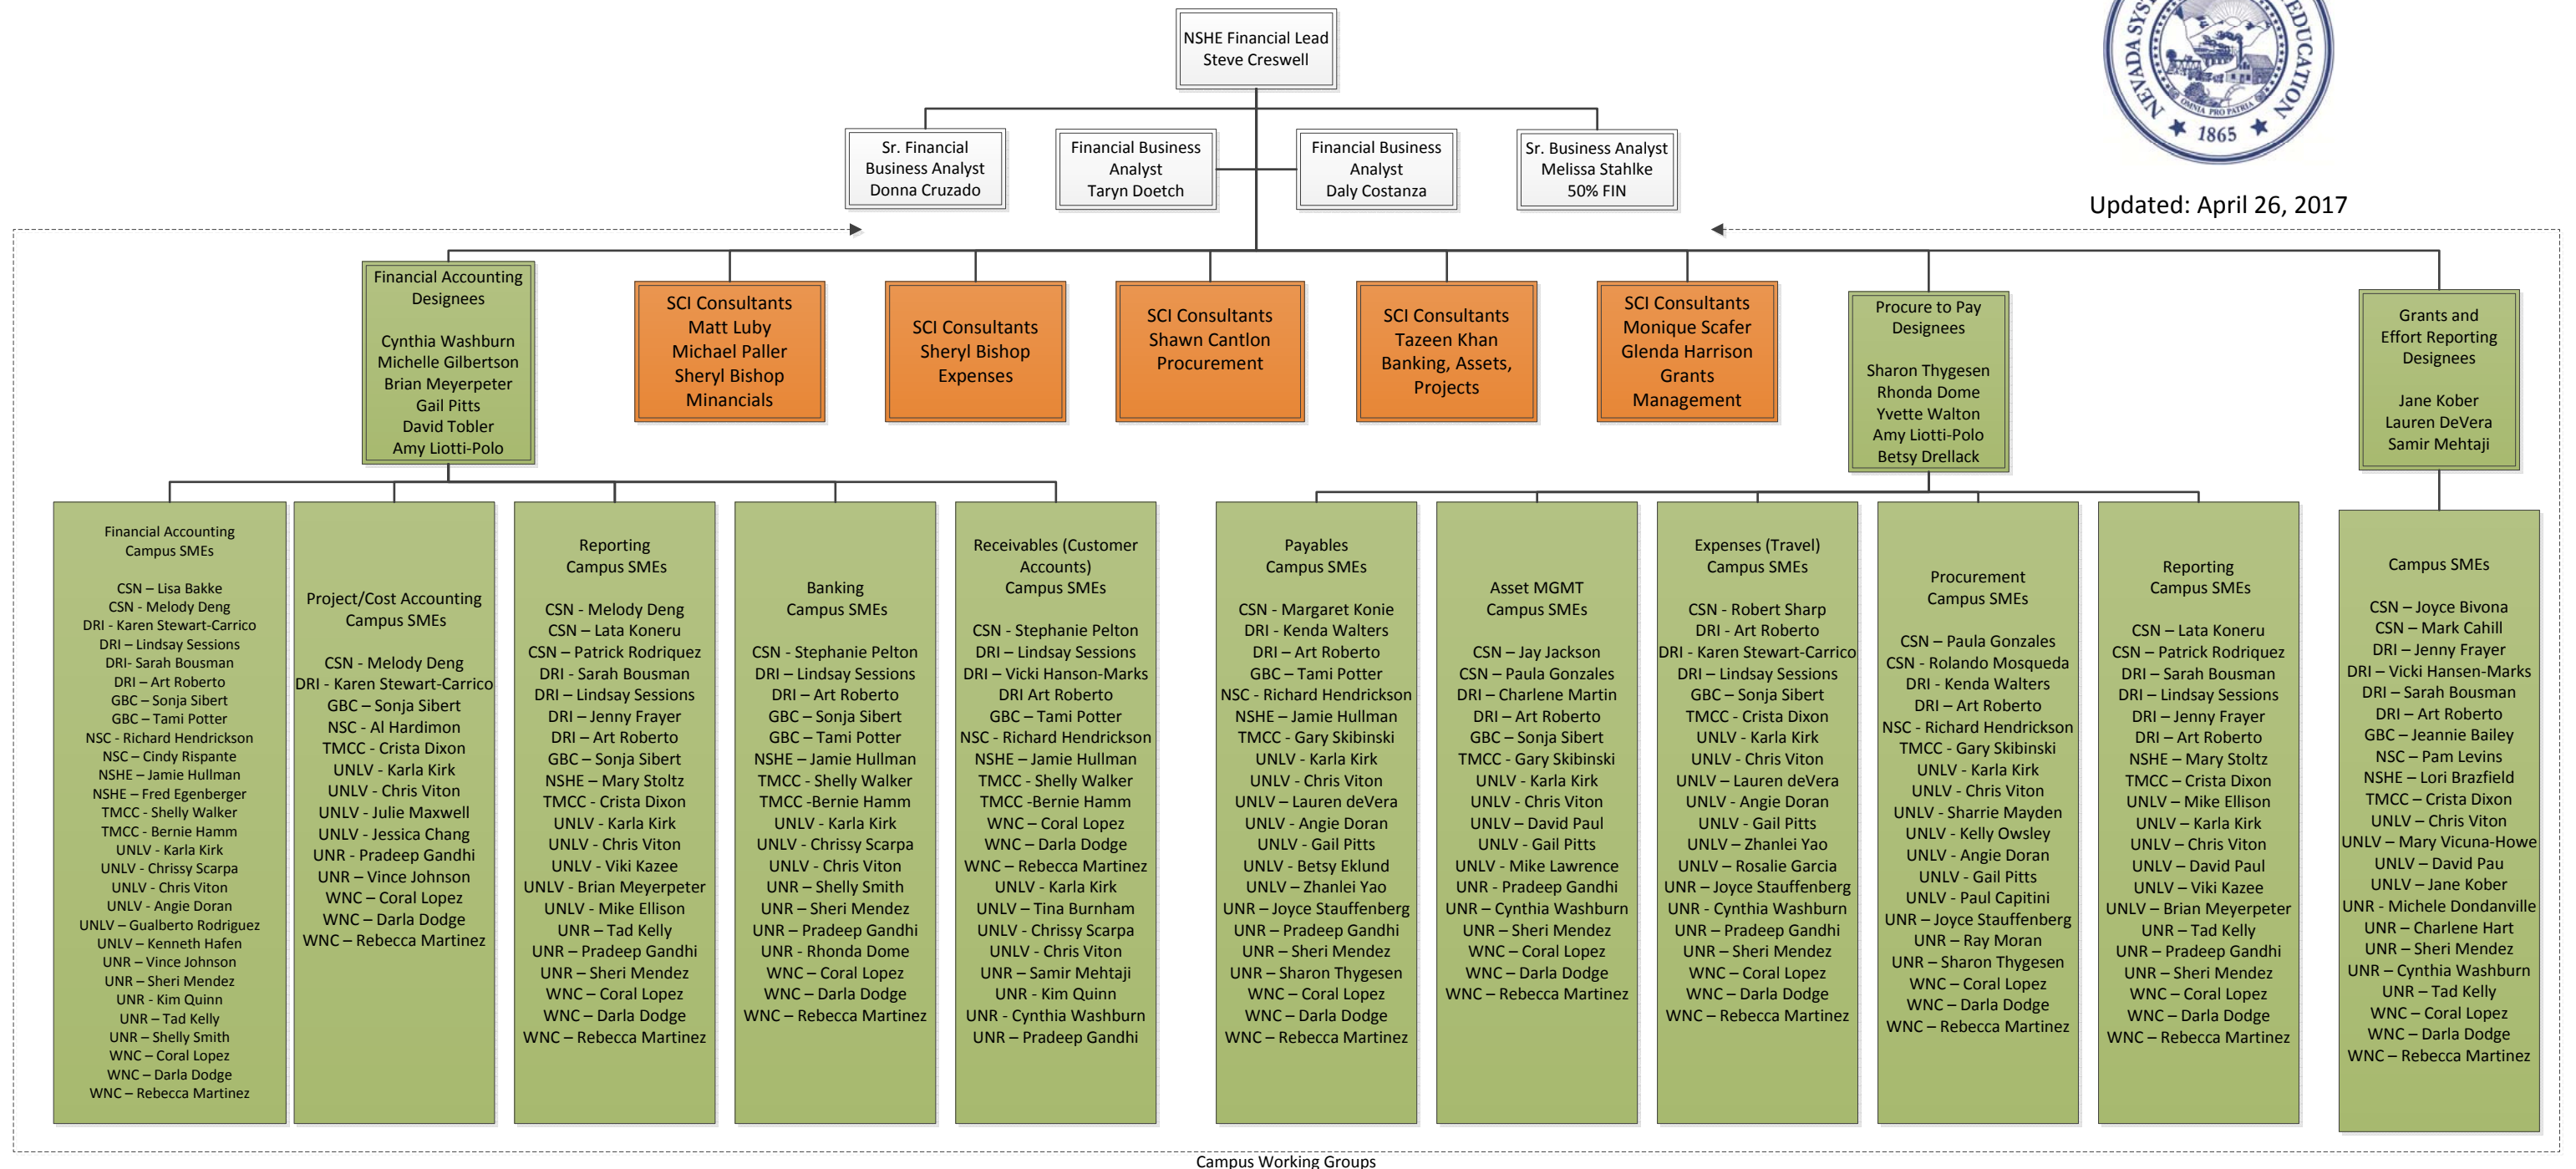 NSHE Financial Lead
Steve Creswell
NEVADA SYS
EDUCATION
OMNIA PRO PATRIA
1865
Sr. Financial
Business Analyst
Donna Cruzado
Financial Business
Analyst
Taryn Doetch
Financial Business
Analyst
Daly Costanza
Sr. Business Analyst
Melissa Stahlke
50% FIN
Updated: April 26, 2017
Financial Accounting
Designees
Cynthia Washburn
Michelle Gilbertson
Brian Meyerpeter
Gail Pitts
David Tobler
Amy Liotti-Polo
SCI Consultants
Matt Luby
Michael Paller
Sheryl Bishop
Minancials
SCI Consultants
Sheryl Bishop
Expenses
SCI Consultants
Shawn Cantlon
Procurement
SCI Consultants
Tazeen Khan
Banking, Assets,
Projects
SCI Consultants
Monique Scafer
Glenda Harrison
Grants
Management
Procure to Pay
Designees
Sharon Thygesen
Rhonda Dome
Yvette Walton
Amy Liotti-Polo
Betsy Drellack
Grants and
Effort Reporting
Designees
Jane Kober
Lauren DeVera
Samir Mehtaji
Financial Accounting
Campus SMEs
CSN – Lisa Bakke
CSN - Melody Deng
DRI - Karen Stewart-Carrico
DRI – Lindsay Sessions
DRI- Sarah Bousman
DRI – Art Roberto
GBC – Sonja Sibert
GBC – Tami Potter
NSC - Richard Hendrickson
NSC – Cindy Rispante
NSHE – Jamie Hullman
NSHE – Fred Egenberger
TMCC - Shelly Walker
TMCC - Bernie Hamm
UNLV - Karla Kirk
UNLV - Chrissy Scarpa
UNLV - Chris Viton
UNLV - Angie Doran
UNLV – Gualberto Rodriguez
UNLV – Kenneth Hafen
UNR – Vince Johnson
UNR – Sheri Mendez
UNR - Kim Quinn
UNR – Tad Kelly
UNR – Shelly Smith
WNC – Coral Lopez
WNC – Darla Dodge
WNC – Rebecca Martinez
Project/Cost Accounting
Campus SMEs
CSN - Melody Deng
DRI - Karen Stewart-Carrico
GBC – Sonja Sibert
NSC - Al Hardimon
TMCC - Crista Dixon
UNLV - Karla Kirk
UNLV - Chris Viton
UNLV - Julie Maxwell
UNLV - Jessica Chang
UNR - Pradeep Gandhi
UNR – Vince Johnson
WNC – Coral Lopez
WNC – Darla Dodge
WNC – Rebecca Martinez
Reporting
Campus SMEs
CSN - Melody Deng
CSN – Lata Koneru
CSN – Patrick Rodriquez
DRI - Sarah Bousman
DRI – Lindsay Sessions
DRI – Jenny Frayer
DRI – Art Roberto
GBC – Sonja Sibert
NSHE – Mary Stoltz
TMCC - Crista Dixon
UNLV - Karla Kirk
UNLV - Chris Viton
UNLV – Viki Kazee
UNLV - Brian Meyerpeter
UNLV – Mike Ellison
UNR – Tad Kelly
UNR – Pradeep Gandhi
UNR – Sheri Mendez
WNC – Coral Lopez
WNC – Darla Dodge
WNC – Rebecca Martinez
Banking
Campus SMEs
CSN - Stephanie Pelton
DRI – Lindsay Sessions
DRI – Art Roberto
GBC – Sonja Sibert
GBC – Tami Potter
NSHE – Jamie Hullman
TMCC - Shelly Walker
TMCC -Bernie Hamm
UNLV - Karla Kirk
UNLV – Chrissy Scarpa
UNLV – Chris Viton
UNR – Shelly Smith
UNR – Sheri Mendez
UNR – Pradeep Gandhi
UNR - Rhonda Dome
WNC – Coral Lopez
WNC – Darla Dodge
WNC – Rebecca Martinez
Receivables (Customer
Accounts)
Campus SMEs
CSN - Stephanie Pelton
DRI – Lindsay Sessions
DRI – Vicki Hanson-Marks
DRI Art Roberto
GBC – Tami Potter
NSC - Richard Hendrickson
NSHE – Jamie Hullman
TMCC - Shelly Walker
TMCC -Bernie Hamm
WNC – Coral Lopez
WNC – Darla Dodge
WNC – Rebecca Martinez
UNLV - Karla Kirk
UNLV – Tina Burnham
UNLV – Chrissy Scarpa
UNLV - Chris Viton
UNR – Samir Mehtaji
UNR – Kim Quinn
UNR - Cynthia Washburn
UNR – Pradeep Gandhi
Payables
Campus SMEs
CSN - Margaret Konie
DRI - Kenda Walters
DRI – Art Roberto
GBC – Tami Potter
NSC - Richard Hendrickson
NSHE – Jamie Hullman
TMCC - Gary Skibinski
UNLV - Karla Kirk
UNLV - Chris Viton
UNLV – Lauren deVera
UNLV - Angie Doran
UNLV - Gail Pitts
UNLV - Betsy Eklund
UNLV – Zhanlei Yao
UNR – Joyce Stauffenberg
UNR – Pradeep Gandhi
UNR – Sheri Mendez
UNR – Sharon Thygesen
WNC – Coral Lopez
WNC – Darla Dodge
WNC – Rebecca Martinez
Asset MGMT
Campus SMEs
CSN – Jay Jackson
CSN – Paula Gonzales
DRI – Charlene Martin
DRI – Art Roberto
GBC – Sonja Sibert
TMCC - Gary Skibinski
UNLV - Karla Kirk
UNLV - Chris Viton
UNLV – David Paul
UNLV - Gail Pitts
UNLV - Mike Lawrence
UNR - Pradeep Gandhi
UNR – Cynthia Washburn
UNR – Sheri Mendez
WNC – Coral Lopez
WNC – Darla Dodge
WNC – Rebecca Martinez
Expenses (Travel)
Campus SMEs
CSN - Robert Sharp
DRI - Art Roberto
DRI - Karen Stewart-Carrico
DRI – Lindsay Sessions
GBC – Sonja Sibert
TMCC - Crista Dixon
UNLV - Karla Kirk
UNLV - Chris Viton
UNLV – Lauren deVera
UNLV – Angie Doran
UNLV - Gail Pitts
UNLV – Zhanlei Yao
UNLV – Rosalie Garcia
UNR – Joyce Stauffenberg
UNR - Cynthia Washburn
UNR – Pradeep Gandhi
UNR – Sheri Mendez
WNC – Coral Lopez
WNC – Darla Dodge
WNC – Rebecca Martinez
Procurement
Campus SMEs
CSN – Paula Gonzales
CSN - Rolando Mosqueda
DRI - Kenda Walters
DRI – Art Roberto
NSC - Richard Hendrickson
TMCC - Gary Skibinski
UNLV - Karla Kirk
UNLV - Chris Viton
UNLV - Sharrie Mayden
UNLV - Kelly Owsley
UNLV - Angie Doran
UNLV - Gail Pitts
UNLV - Paul Capitini
UNR – Joyce Stauffenberg
UNR – Ray Moran
UNR – Sharon Thygesen
WNC – Coral Lopez
WNC – Darla Dodge
WNC – Rebecca Martinez
Reporting
Campus SMEs
CSN – Lata Koneru
CSN – Patrick Rodriquez
DRI – Sarah Bousman
DRI – Lindsay Sessions
DRI – Jenny Frayer
DRI – Art Roberto
NSHE – Mary Stoltz
TMCC – Crista Dixon
UNLV – Mike Ellison
UNLV – Karla Kirk
UNLV – Chris Viton
UNLV – David Paul
UNLV – Viki Kazee
UNLV – Brian Meyerpeter
UNR – Tad Kelly
UNR – Pradeep Gandhi
UNR – Sheri Mendez
WNC – Coral Lopez
WNC – Darla Dodge
WNC – Rebecca Martinez
Campus SMEs
CSN – Joyce Bivona
CSN – Mark Cahill
DRI – Jenny Frayer
DRI – Vicki Hansen-Marks
DRI – Sarah Bousman
DRI – Art Roberto
GBC – Jeannie Bailey
NSC – Pam Levins
NSHE – Lori Brazfield
TMCC – Crista Dixon
UNLV – Chris Viton
UNLV – Mary Vicuna-Howe
UNLV – David Pau
UNLV – Jane Kober
UNR - Michele Dondanville
UNR – Charlene Hart
UNR – Sheri Mendez
UNR – Cynthia Washburn
UNR – Tad Kelly
WNC – Coral Lopez
WNC – Darla Dodge
WNC – Rebecca Martinez
Campus Working Groups